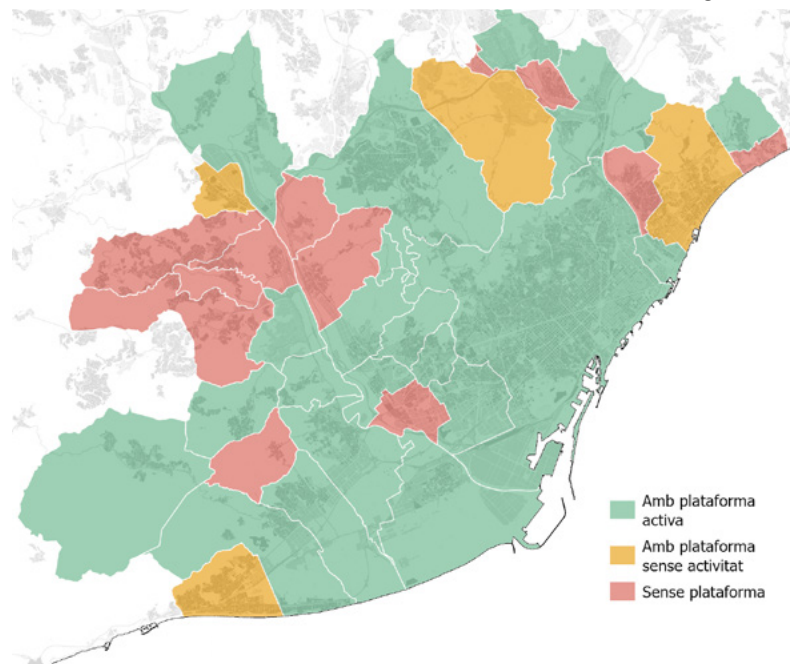 Amb plataforma
activa
Amb plataforma
sense activitat
Sense plataforma